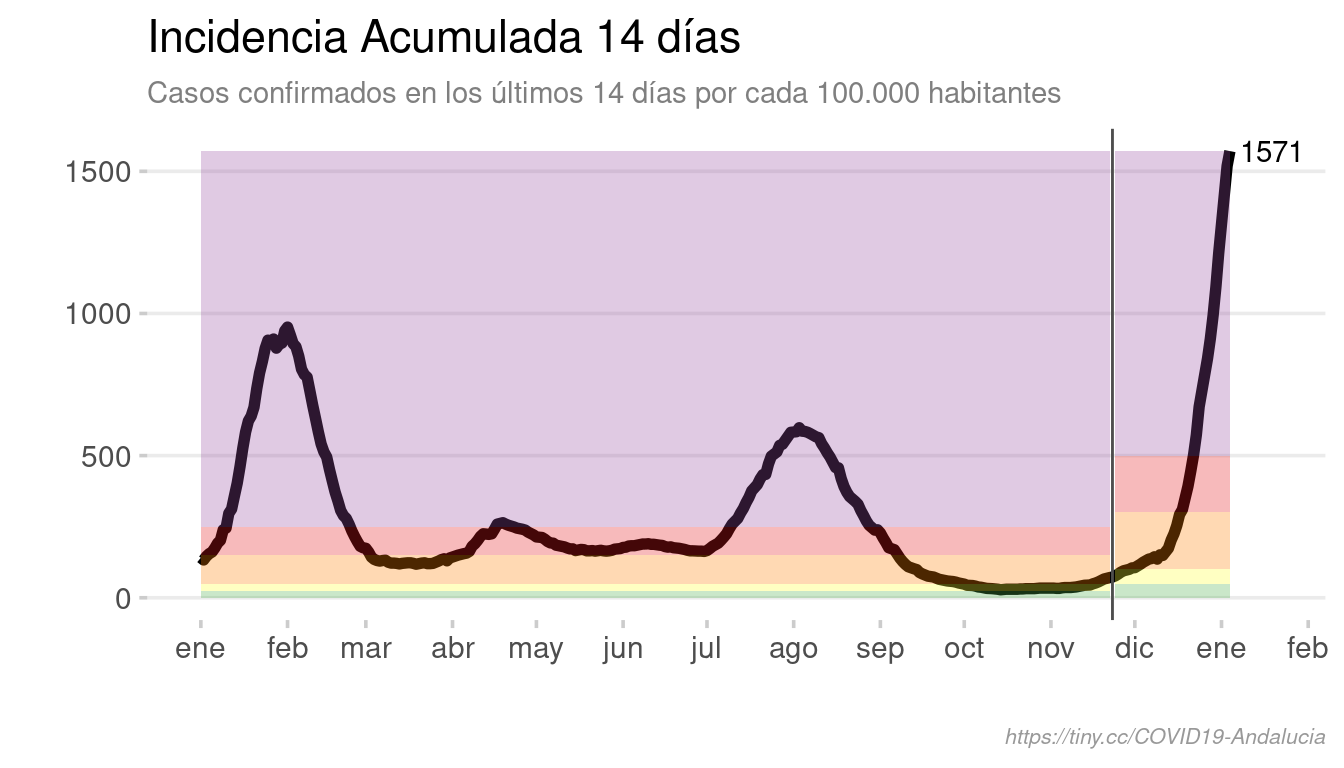 Incidencia Acumulada 14 días
Casos confirmados en los últimos 14 días por cada 100.000 habitantes
1571
1500
1000
500
0
ene feb mar abr may jun jul ago sep oct nov dic ene feb
https://tiny.cc/COVID19-Andalucia